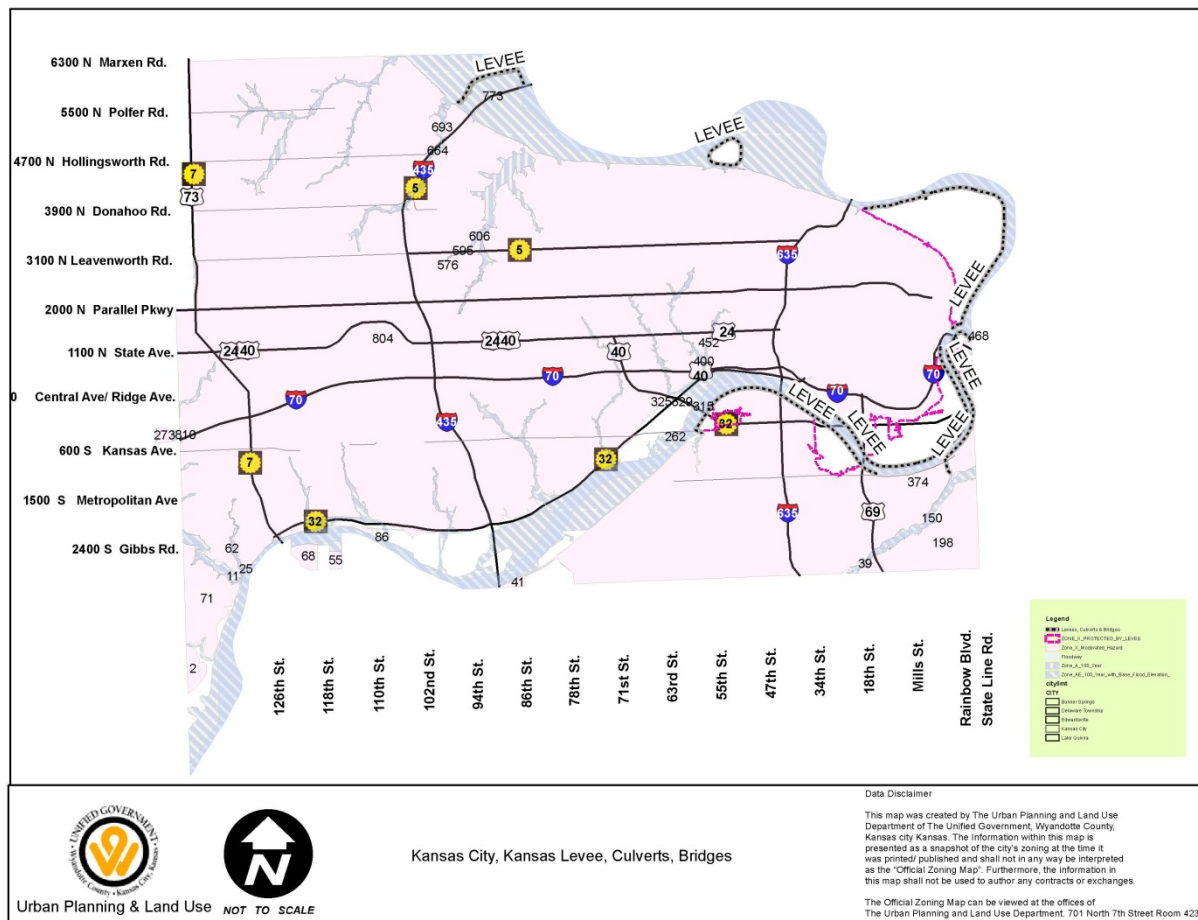 6300 N Marxen Rd.
5500 N Polfer Rd.
4700 N Hollingsworth Rd.
3900 N Donahoo Rd.
3100 N Leavenworth Rd.
2000 N Parallel Pkwy
1100 N State Ave.
0 Central Ave/ Ridge Ave.
600 S Kansas Ave.
1500 S Metropolitan Ave
2400 S Gibbs Rd.
LEVEE
773
693
664
435
5
7
73
LEVEE
606
595
576
5
635
LEVEE
24 40
804
24 40
40
24
452
400
40
468
70
70
70
70
LEVEE
LEVEE
LEVEE
LEVEE
273 810
435
325
315
262
32
7
32
32
374
635
69
150
198
39
62
25
11
68
55
86
41
71
2
126th St.
118th St.
110th St.
102nd St.
94th St.
86th St.
78th St.
71st St.
63rd St.
55th St.
47th St.
34th St.
18th St.
Mills St.
Rainbow Blvd.
State Line Rd.
Legend
Levees, Culverts & Bridges
ZONE_X_PROTECTED_BY_LEVEE
Zone_X_Moderated_Hazard
Floodway
Zone_A_100_Year
Zone_AE_100_Year_with_Base_Flood_Elevation_
citylimt
CITY
Bonner Springs
Delaware Township
Edwardsville
Kansas City
Lake Quivira
UNIFIED GOVERNMENT
Wyandotte County • Kansas City, Kansas
Urban Planning & Land Use
N
NOT TO SCALE
Kansas City, Kansas Levee, Culverts, Bridges
Data Disclaimer
This map was created by The Urban Planning and Land Use
Department of The Unified Government, Wyandotte County,
Kansas city Kansas. The Information within this map is
presented as a snapshot of the city's zoning at the time it
was printed/ published and shall not in any way be interpreted
as the "Official Zoning Map". Furthermore, the information in
this map shall not be used to author any contracts or exchanges.
The Official Zoning Map can be viewed at the offices of
The Urban Planning and Land Use Department. 701 North 7th Street Room 423